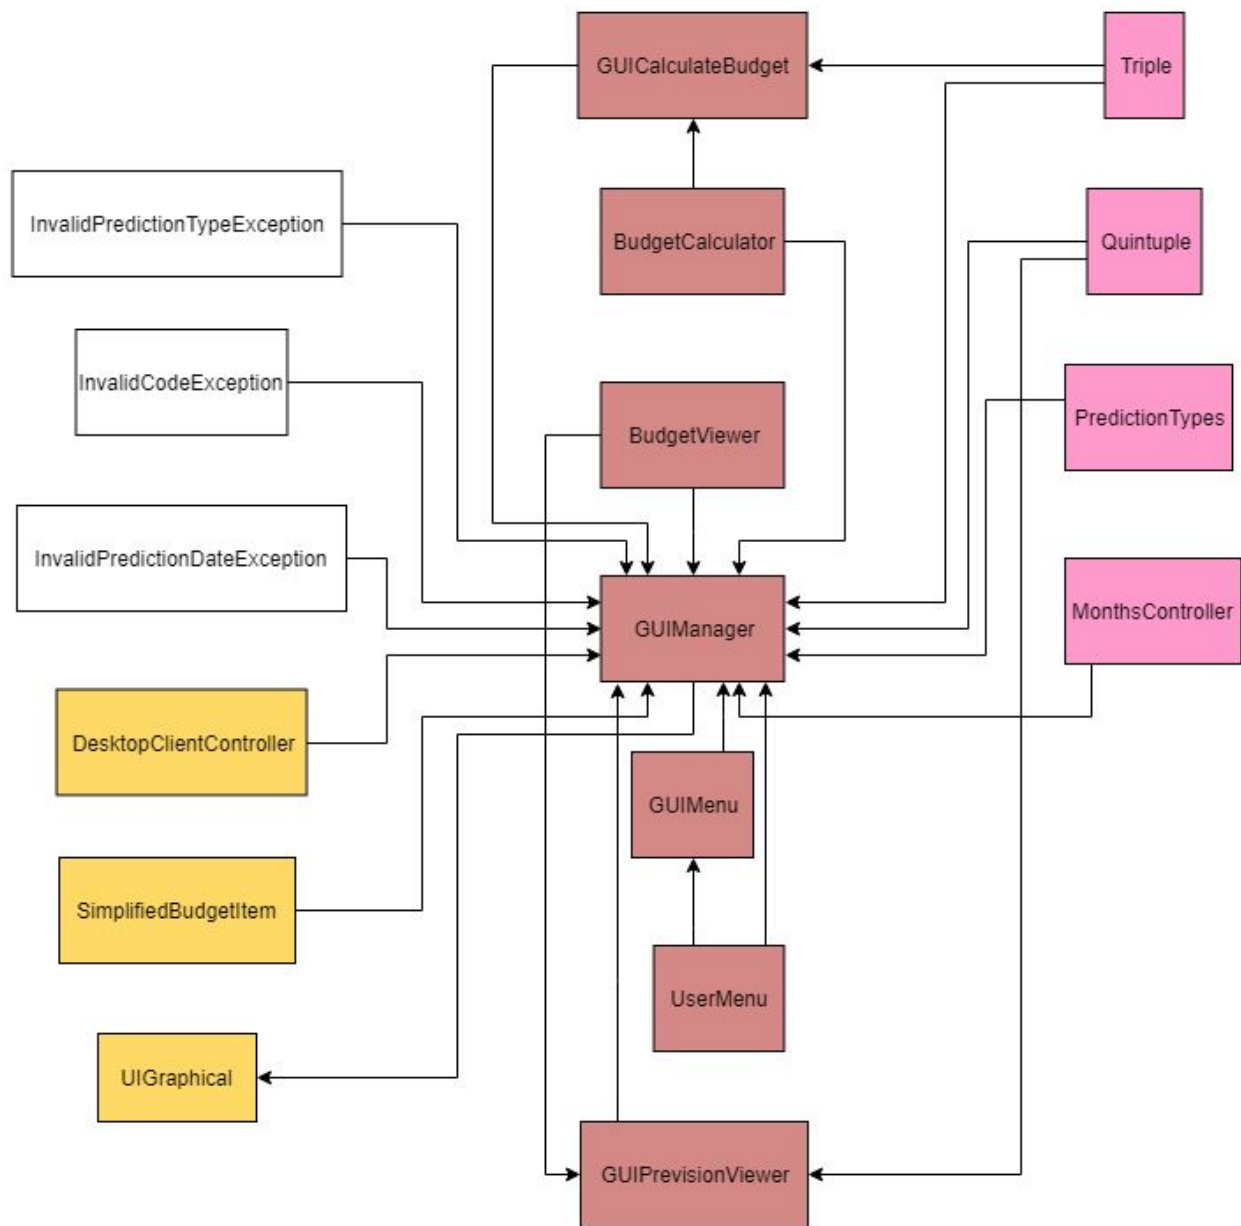 GUICalculateBudget
Triple
InvalidPredictionTypeException
BudgetCalculator
Quintuple
InvalidCodeException
BudgetViewer
PredictionTypes
InvalidPredictionDateException
GUIManager
MonthsController
DesktopClientController
GUIMenu
SimplifiedBudgetItem
UserMenu
UIGraphical
GUIPrevisionViewer